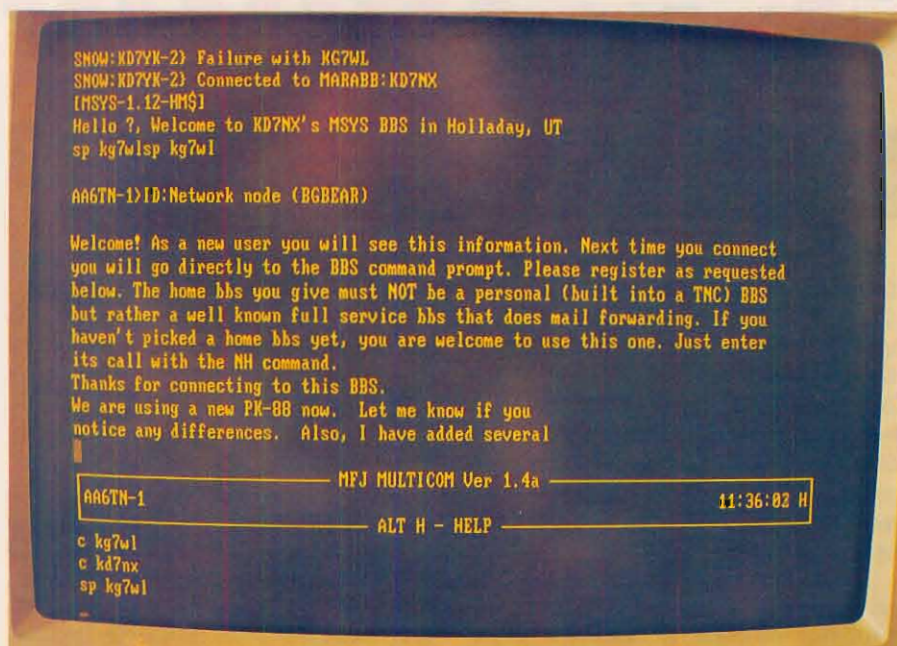 SNOW:KD7YK-2} Failure with KG7WL
SNOW:KD7YK-2} Connected to MARABB:KD7NX
[MSYS-1.12-HM$]
Hello ?, Welcome to KD7NX's MSYS BBS in Holladay, UT
sp kg7wlsp kg7wl
AA6TN-1>ID:Network node (BGBEAR)
Welcome! As a new user you will see this information. Next time you connect
you will go directly to the BBS command prompt. Please register as requested
below. The home bbs you give must NOT be a personal (built into a TNC) BBS
but rather a well known full service bbs that does mail forwarding. If you
haven't picked a home bbs yet, you are welcome to use this one. Just enter
its call with the NH command.
Thanks for connecting to this BBS.
We are using a new PK-88 now.  Let me know if you
notice any differences.  Also, I have added several
MFJ MULTICOM Ver 1.4a
AA6TN-1 11:36:02 H
ALT H - HELP
c kg7wl
c kd7nx
sp kg7wl